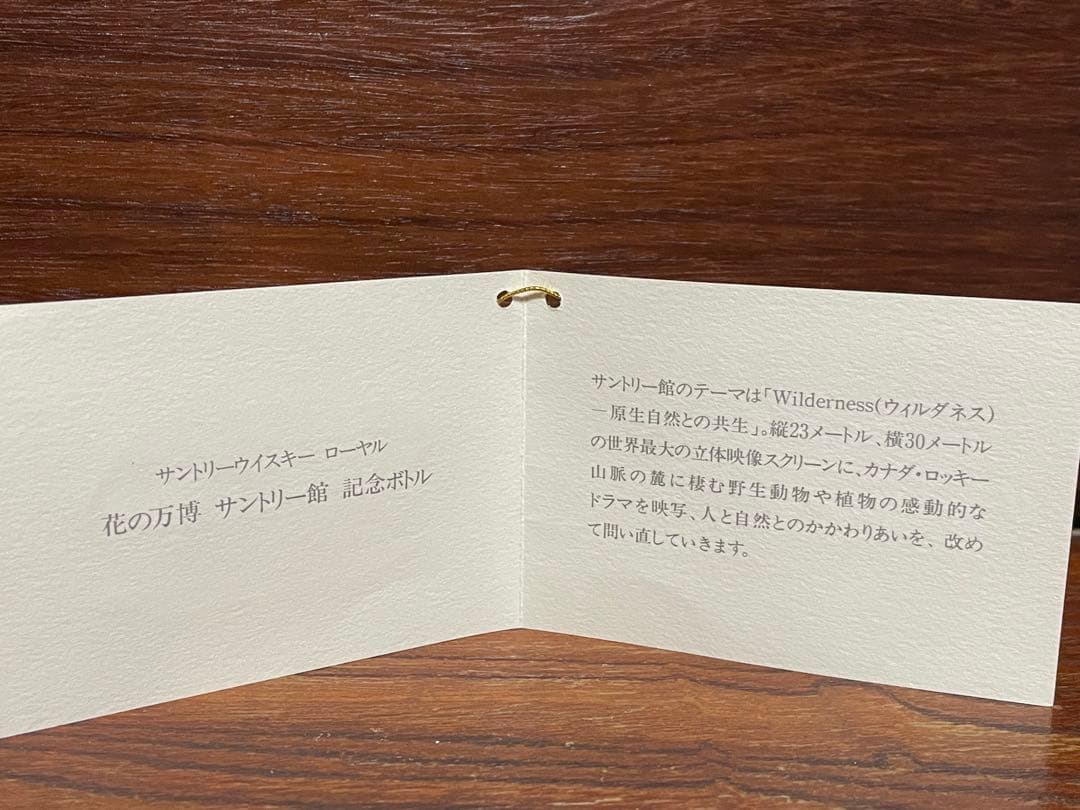 サントリーウイスキー ローヤル
花の万博 サントリー館 記念ボトル
サントリー館のテーマは「Wilderness(ウィルダネス)
—原生自然との共生」。縦23メートル、横30メートル
の世界最大の立体映像スクリーンに、カナダ・ロッキー
山脈の麓に棲む野生動物や植物の感動的な
ドラマを映写、人と自然とのかかわりあいを、改め
て問い直していきます。